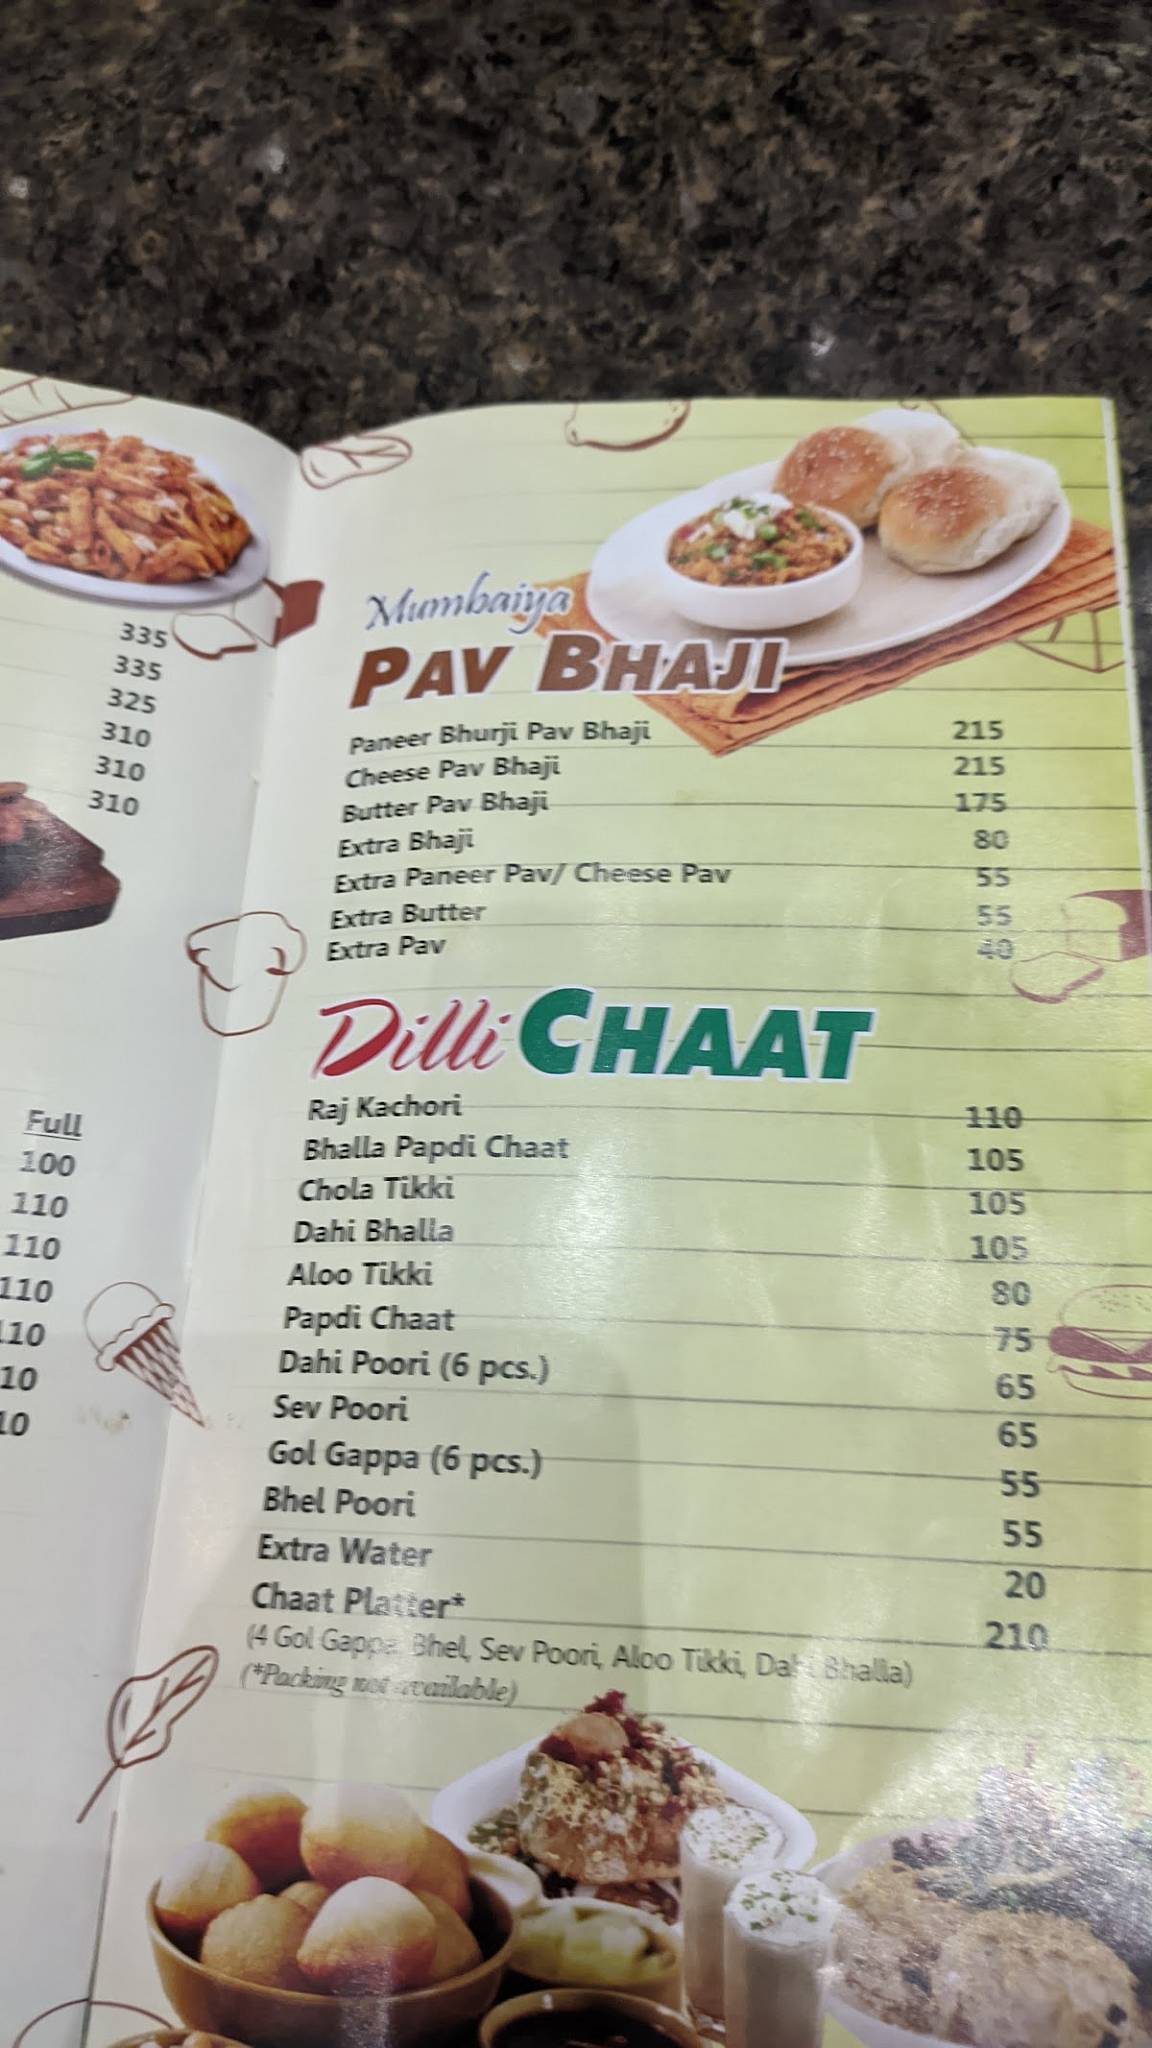 335
335
325
310
310
310
Full
100
110
110
110
Mumbaiya
PAV BHAJI
Paneer Bhurji Pav Bhaji 215
Cheese Pav Bhaji 215
Butter Pav Bhaji 175
Extra Bhaji 80
Extra Paneer Pav/ Cheese Pav 55
Extra Butter 55
Extra Pav 40
Dilli CHAAT
Raj Kachori 110
Bhalla Papdi Chaat 105
Chola Tikki 105
Dahi Bhalla 105
Aloo Tikki 80
Papdi Chaat 75
Dahi Poori (6 pcs.) 65
Sev Poori 65
Gol Gappa (6 pcs.) 55
Bhel Poori 55
Extra Water 20
Chaat Platter* 210
(4 Gol Gappa, Bhel, Sev Poori, Aloo Tikki, Dahi Bhalla)
(*Packing not available)